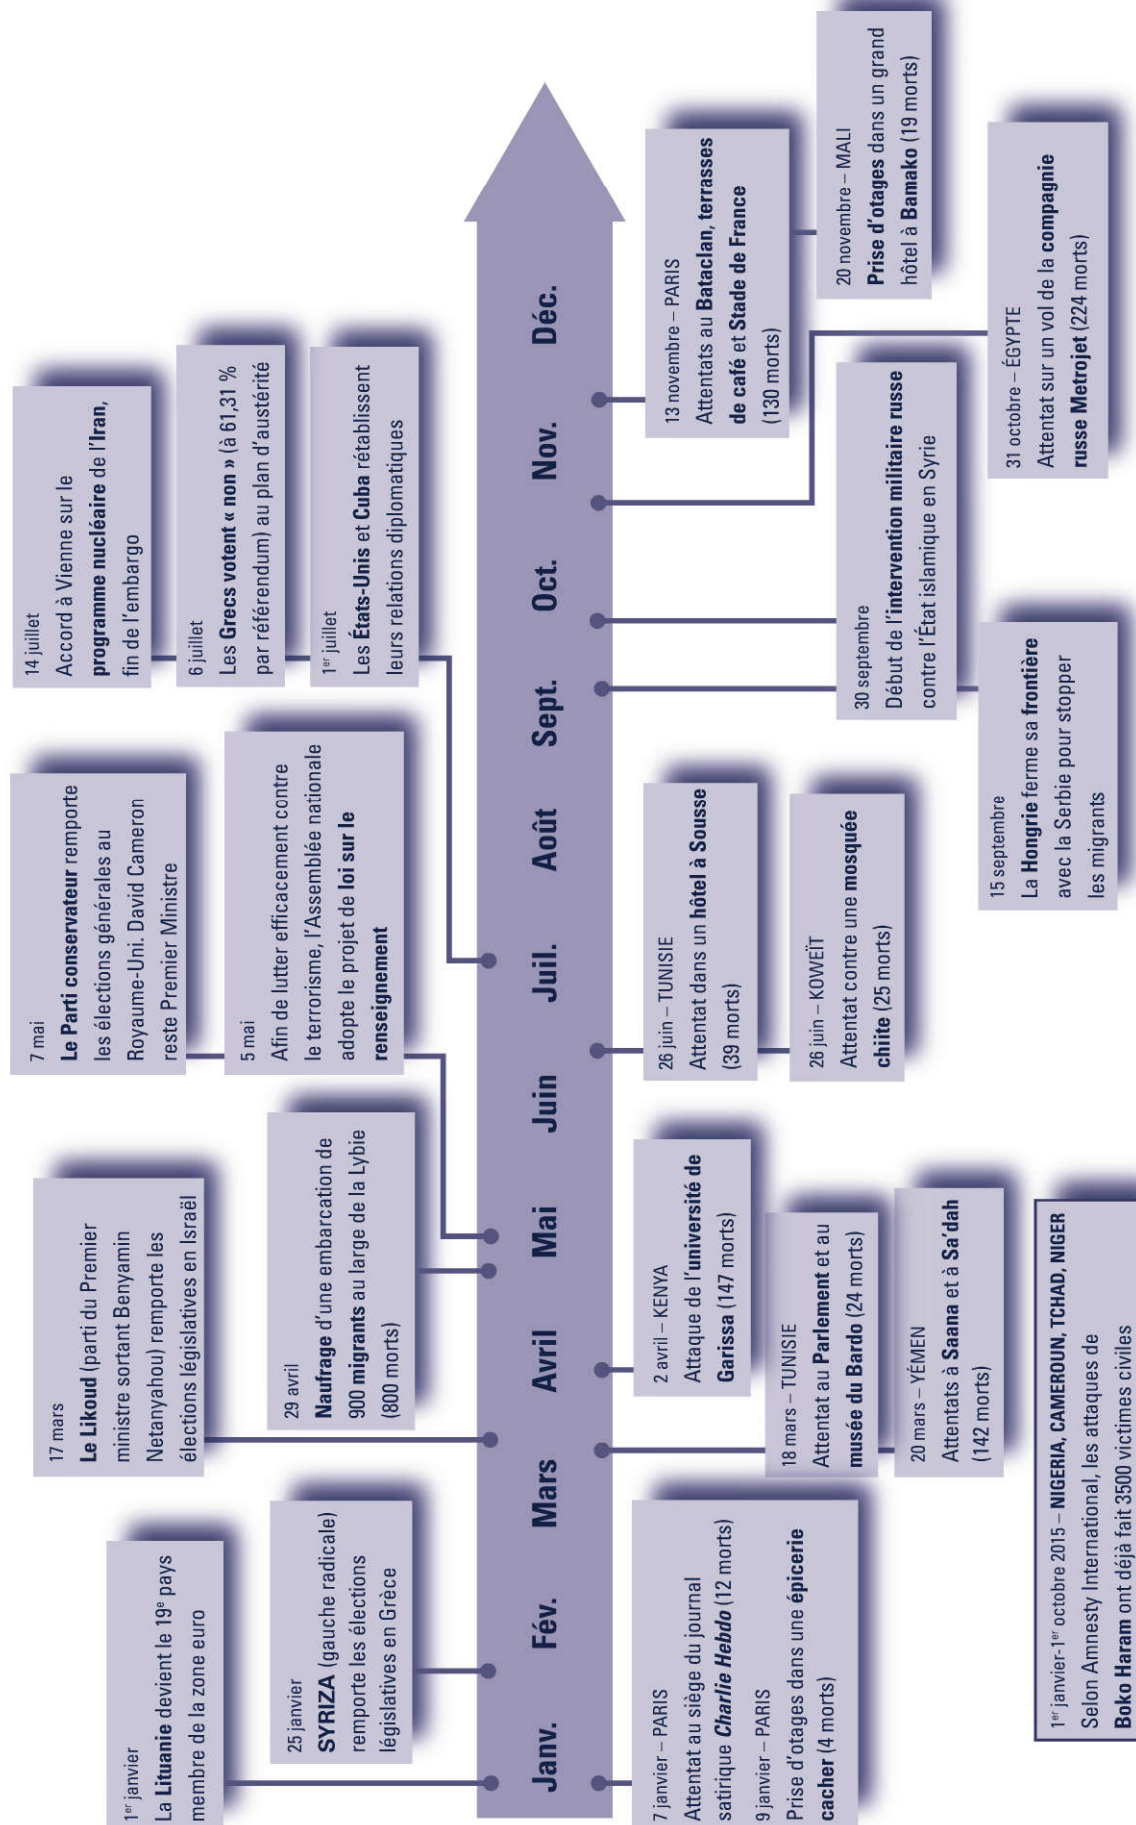 1er janvier
La Lituanie devient le 19e pays
membre de la zone euro
25 janvier
SYRIZA (gauche radicale)
remporte les élections
législatives en Grèce
17 mars
Le Likoud (parti du Premier
ministre sortant Benyamin
Netanyahou) remporte les
élections législatives en Israël
29 avril
Naufrage d'une embarcation de
900 migrants au large de la Lybie
(800 morts)
7 mai
Le Parti conservateur remporte
les élections générales au
Royaume-Uni. David Cameron
reste Premier Ministre
5 mai
Afin de lutter efficacement contre
le terrorisme, l'Assemblée nationale
adopte le projet de loi sur le
renseignement
14 juillet
Accord à Vienne sur le
programme nucléaire de l'Iran,
fin de l'embargo
6 juillet
Les Grecs votent « non » (à 61,31 %
par référendum) au plan d'austérité
1er juillet
Les États-Unis et Cuba rétablissent
leurs relations diplomatiques
Janv. Fév. Mars Avril Mai Juin Juil. Août Sept. Oct. Nov. Déc.
7 janvier – PARIS
Attentat au siège du journal
satirique Charlie Hebdo (12 morts)
9 janvier – PARIS
Prise d'otages dans une épicerie
cacher (4 morts)
2 avril – KENYA
Attaque de l'université de
Garissa (147 morts)
18 mars – TUNISIE
Attentat au Parlement et au
musée du Bardo (24 morts)
20 mars – YÉMEN
Attentats à Saana et à Sa'dah
(142 morts)
1er janvier-1er octobre 2015 – NIGERIA, CAMEROUN, TCHAD, NIGER
Selon Amnesty International, les attaques de
Boko Haram ont déjà fait 3500 victimes civiles
26 juin – TUNISIE
Attentat dans un hôtel à Sousse
(39 morts)
26 juin – KOWEÏT
Attentat contre une mosquée
chiite (25 morts)
30 septembre
Début de l'intervention militaire russe
contre l'État islamique en Syrie
15 septembre
La Hongrie ferme sa frontière
avec la Serbie pour stopper
les migrants
13 novembre – PARIS
Attentats au Bataclan, terrasses
de café et Stade de France
(130 morts)
20 novembre – MALI
Prise d'otages dans un grand
hôtel à Bamako (19 morts)
31 octobre – ÉGYPTE
Attentat sur un vol de la compagnie
russe Metrojet (224 morts)